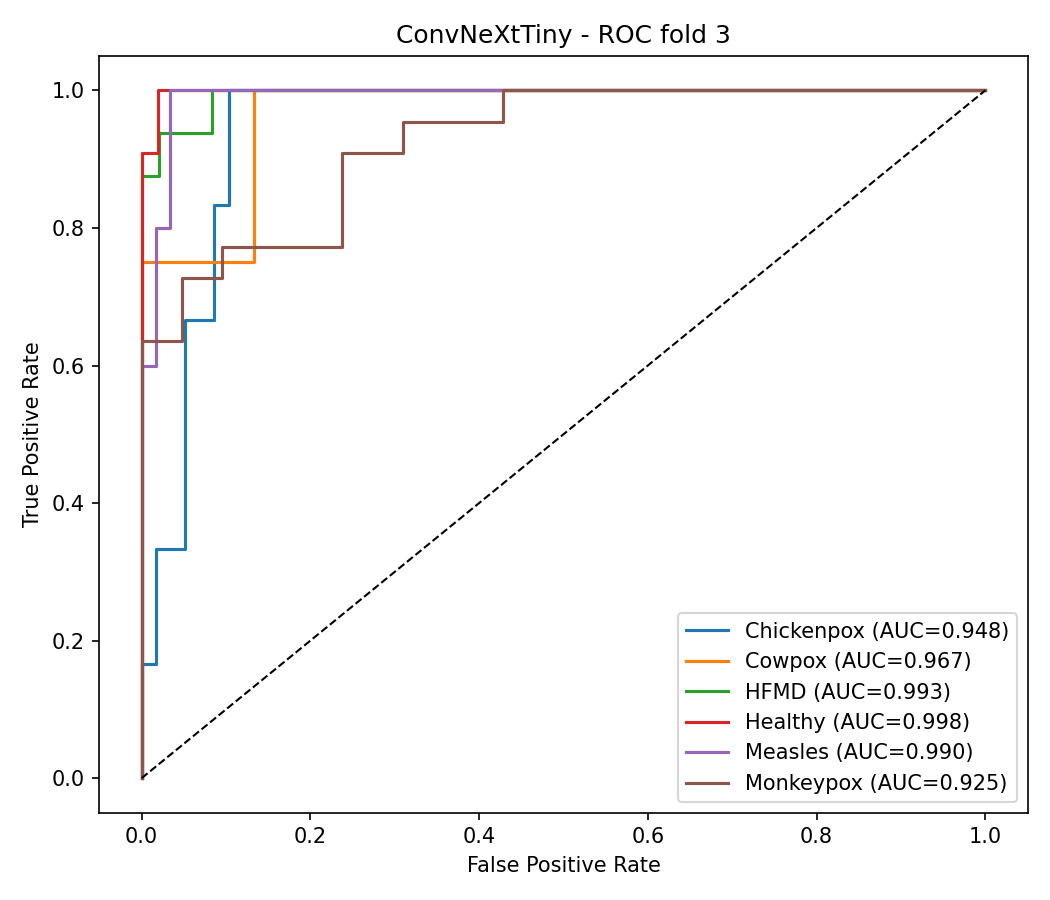 ConvNeXtTiny - ROC fold 3
True Positive Rate
1.0
0.8
0.6
0.4
0.2
0.0
Chickenpox (AUC=0.948)
Cowpox (AUC=0.967)
HFMD (AUC=0.993)
Healthy (AUC=0.998)
Measles (AUC=0.990)
Monkeypox (AUC=0.925)
0.0 0.2 0.4 0.6 0.8 1.0
False Positive Rate